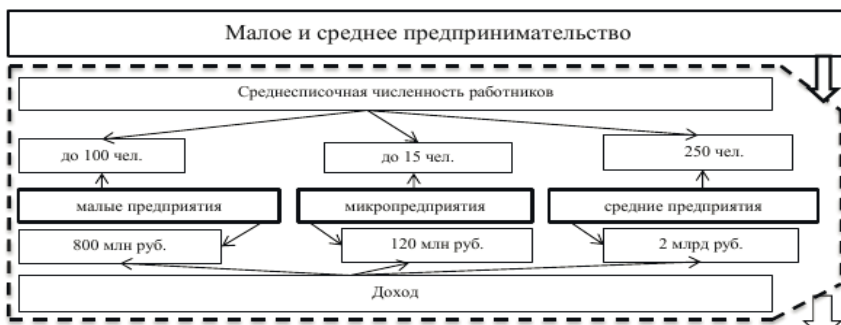 Малое и среднее предпринимательство
Среднесписочная численность работников
до 100 чел.
до 15 чел.
250 чел.
малые предприятия
микропредприятия
средние предприятия
800 млн руб.
120 млн руб.
2 млрд руб.
Доход